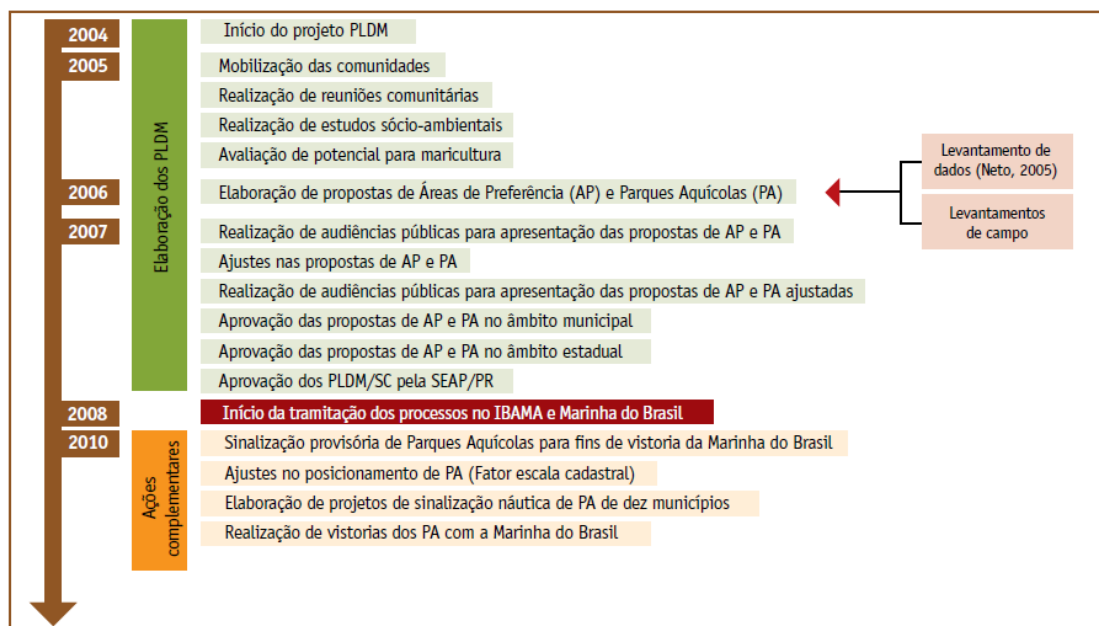 2004
Início do projeto PLDM
2005
Mobilização das comunidades
Realização de reuniões comunitárias
Realização de estudos sócio-ambientais
Avaliação de potencial para maricultura
2006
Elaboração de propostas de Áreas de Preferência (AP) e Parques Aquícolas (PA)
Levantamento de
dados (Neto, 2005)
Levantamentos
de campo
2007
Realização de audiências públicas para apresentação das propostas de AP e PA
Ajustes nas propostas de AP e PA
Realização de audiências públicas para apresentação das propostas de AP e PA ajustadas
Aprovação das propostas de AP e PA no âmbito municipal
Aprovação das propostas de AP e PA no âmbito estadual
Aprovação dos PLDM/SC pela SEAP/PR
Elaboração dos PLDM
2008
Início da tramitação dos processos no IBAMA e Marinha do Brasil
2010
Sinalização provisória de Parques Aquícolas para fins de vistoria da Marinha do Brasil
Ajustes no posicionamento de PA (Fator escala cadastral)
Elaboração de projetos de sinalização náutica de PA de dez municípios
Realização de vistorias dos PA com a Marinha do Brasil
Ações
complementares